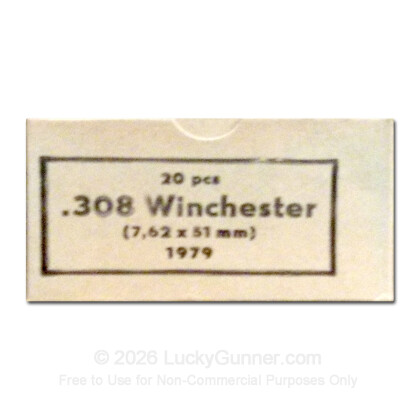 20 pcs
.308 Winchester
(7,62 x 51 mm)
1979
© 2026 LuckyGunner.com
Free to Use for Non-Commercial Purposes Only